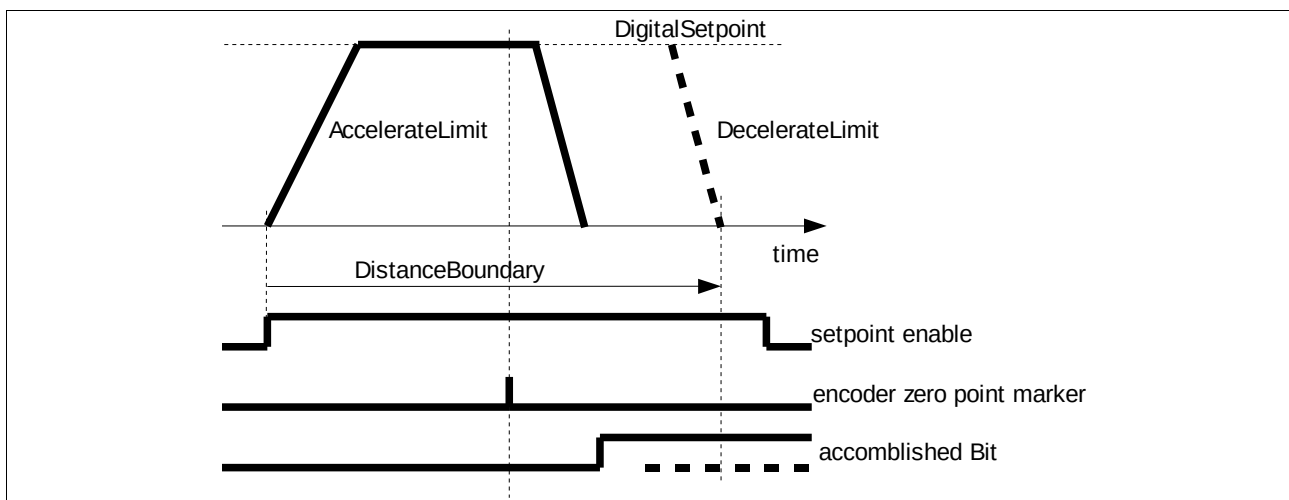 DigitalSetpoint
AccelerateLimit
DecelerateLimit
time
DistanceBoundary
setpoint enable
encoder zero point marker
accomblished Bit